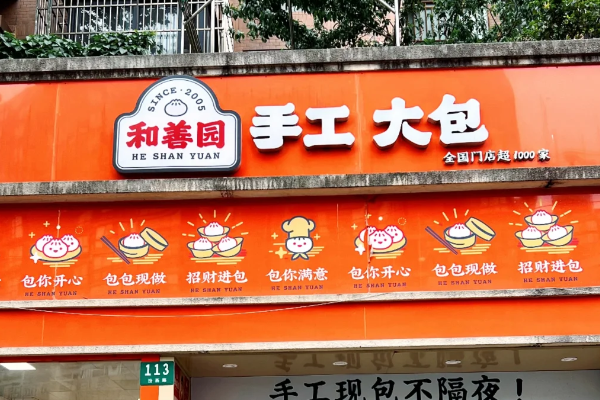 SINCE·2005
和善园
HE SHAN YUAN
手工 大包
全国门店超1000家
包你开心 包包现做 招财进包 包你满意 包你开心 包包现做 招财进包
HE SHAN YUAN HE SHAN YUAN HE SHAN YUAN HE SHAN YUAN HE SHAN YUAN HE SHAN YUAN HE SHAN YUAN
113
手工现包不隔夜！